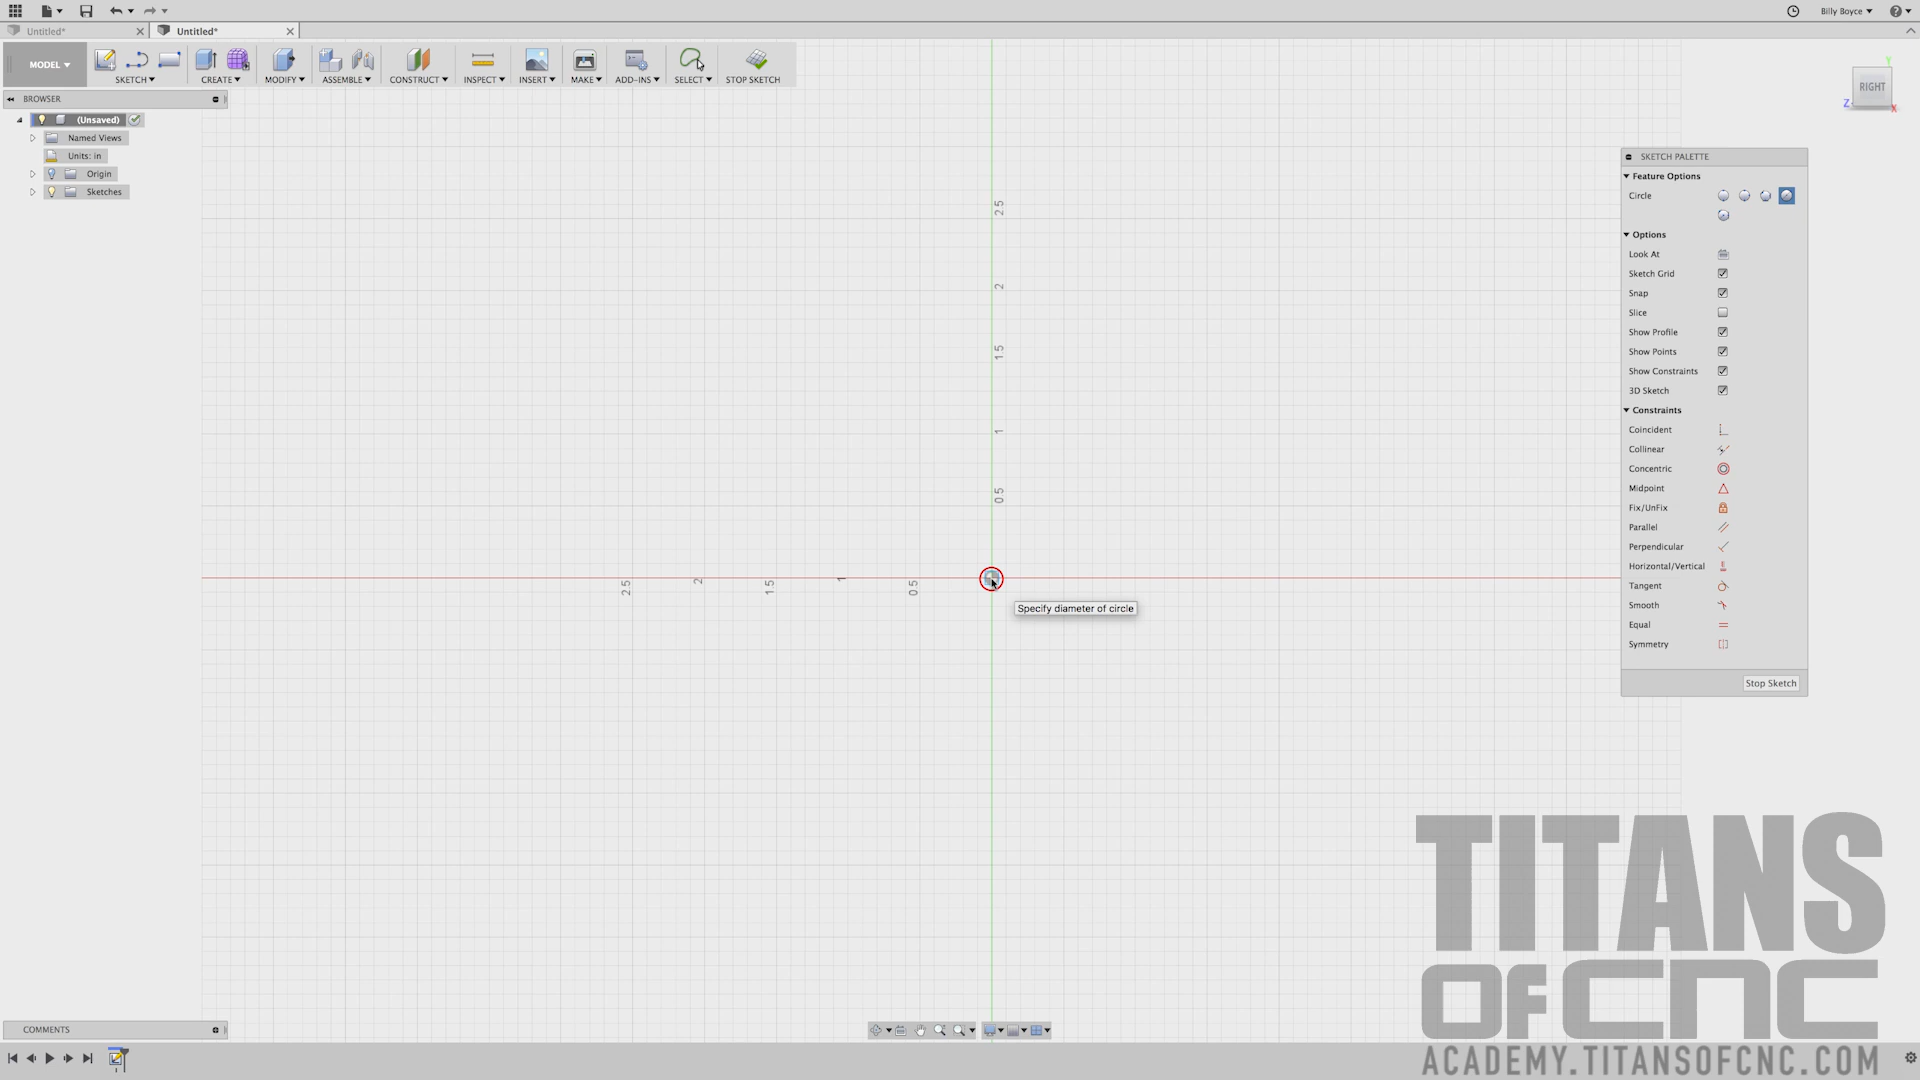 Billy Boyce
Untitled*
Untitled*
MODEL
SKETCH
CREATE
MODIFY
ASSEMBLE
CONSTRUCT
INSPECT
INSERT
MAKE
ADD-INS
SELECT
STOP SKETCH
RIGHT
Y
Z
X
BROWSER
(Unsaved)
Named Views
Units: in
Origin
Sketches
2.5
2
1.5
1
0.5
2.5
2
1.5
1
0.5
Specify diameter of circle
SKETCH PALETTE
Feature Options
Circle
Options
Look At
Sketch Grid
Snap
Slice
Show Profile
Show Points
Show Constraints
3D Sketch
Constraints
Coincident
Collinear
Concentric
Midpoint
Fix/UnFix
Parallel
Perpendicular
Horizontal/Vertical
Tangent
Smooth
Equal
Symmetry
Stop Sketch
TITANS
OF CNC
ACADEMY.TITANSOFCNC.COM
COMMENTS